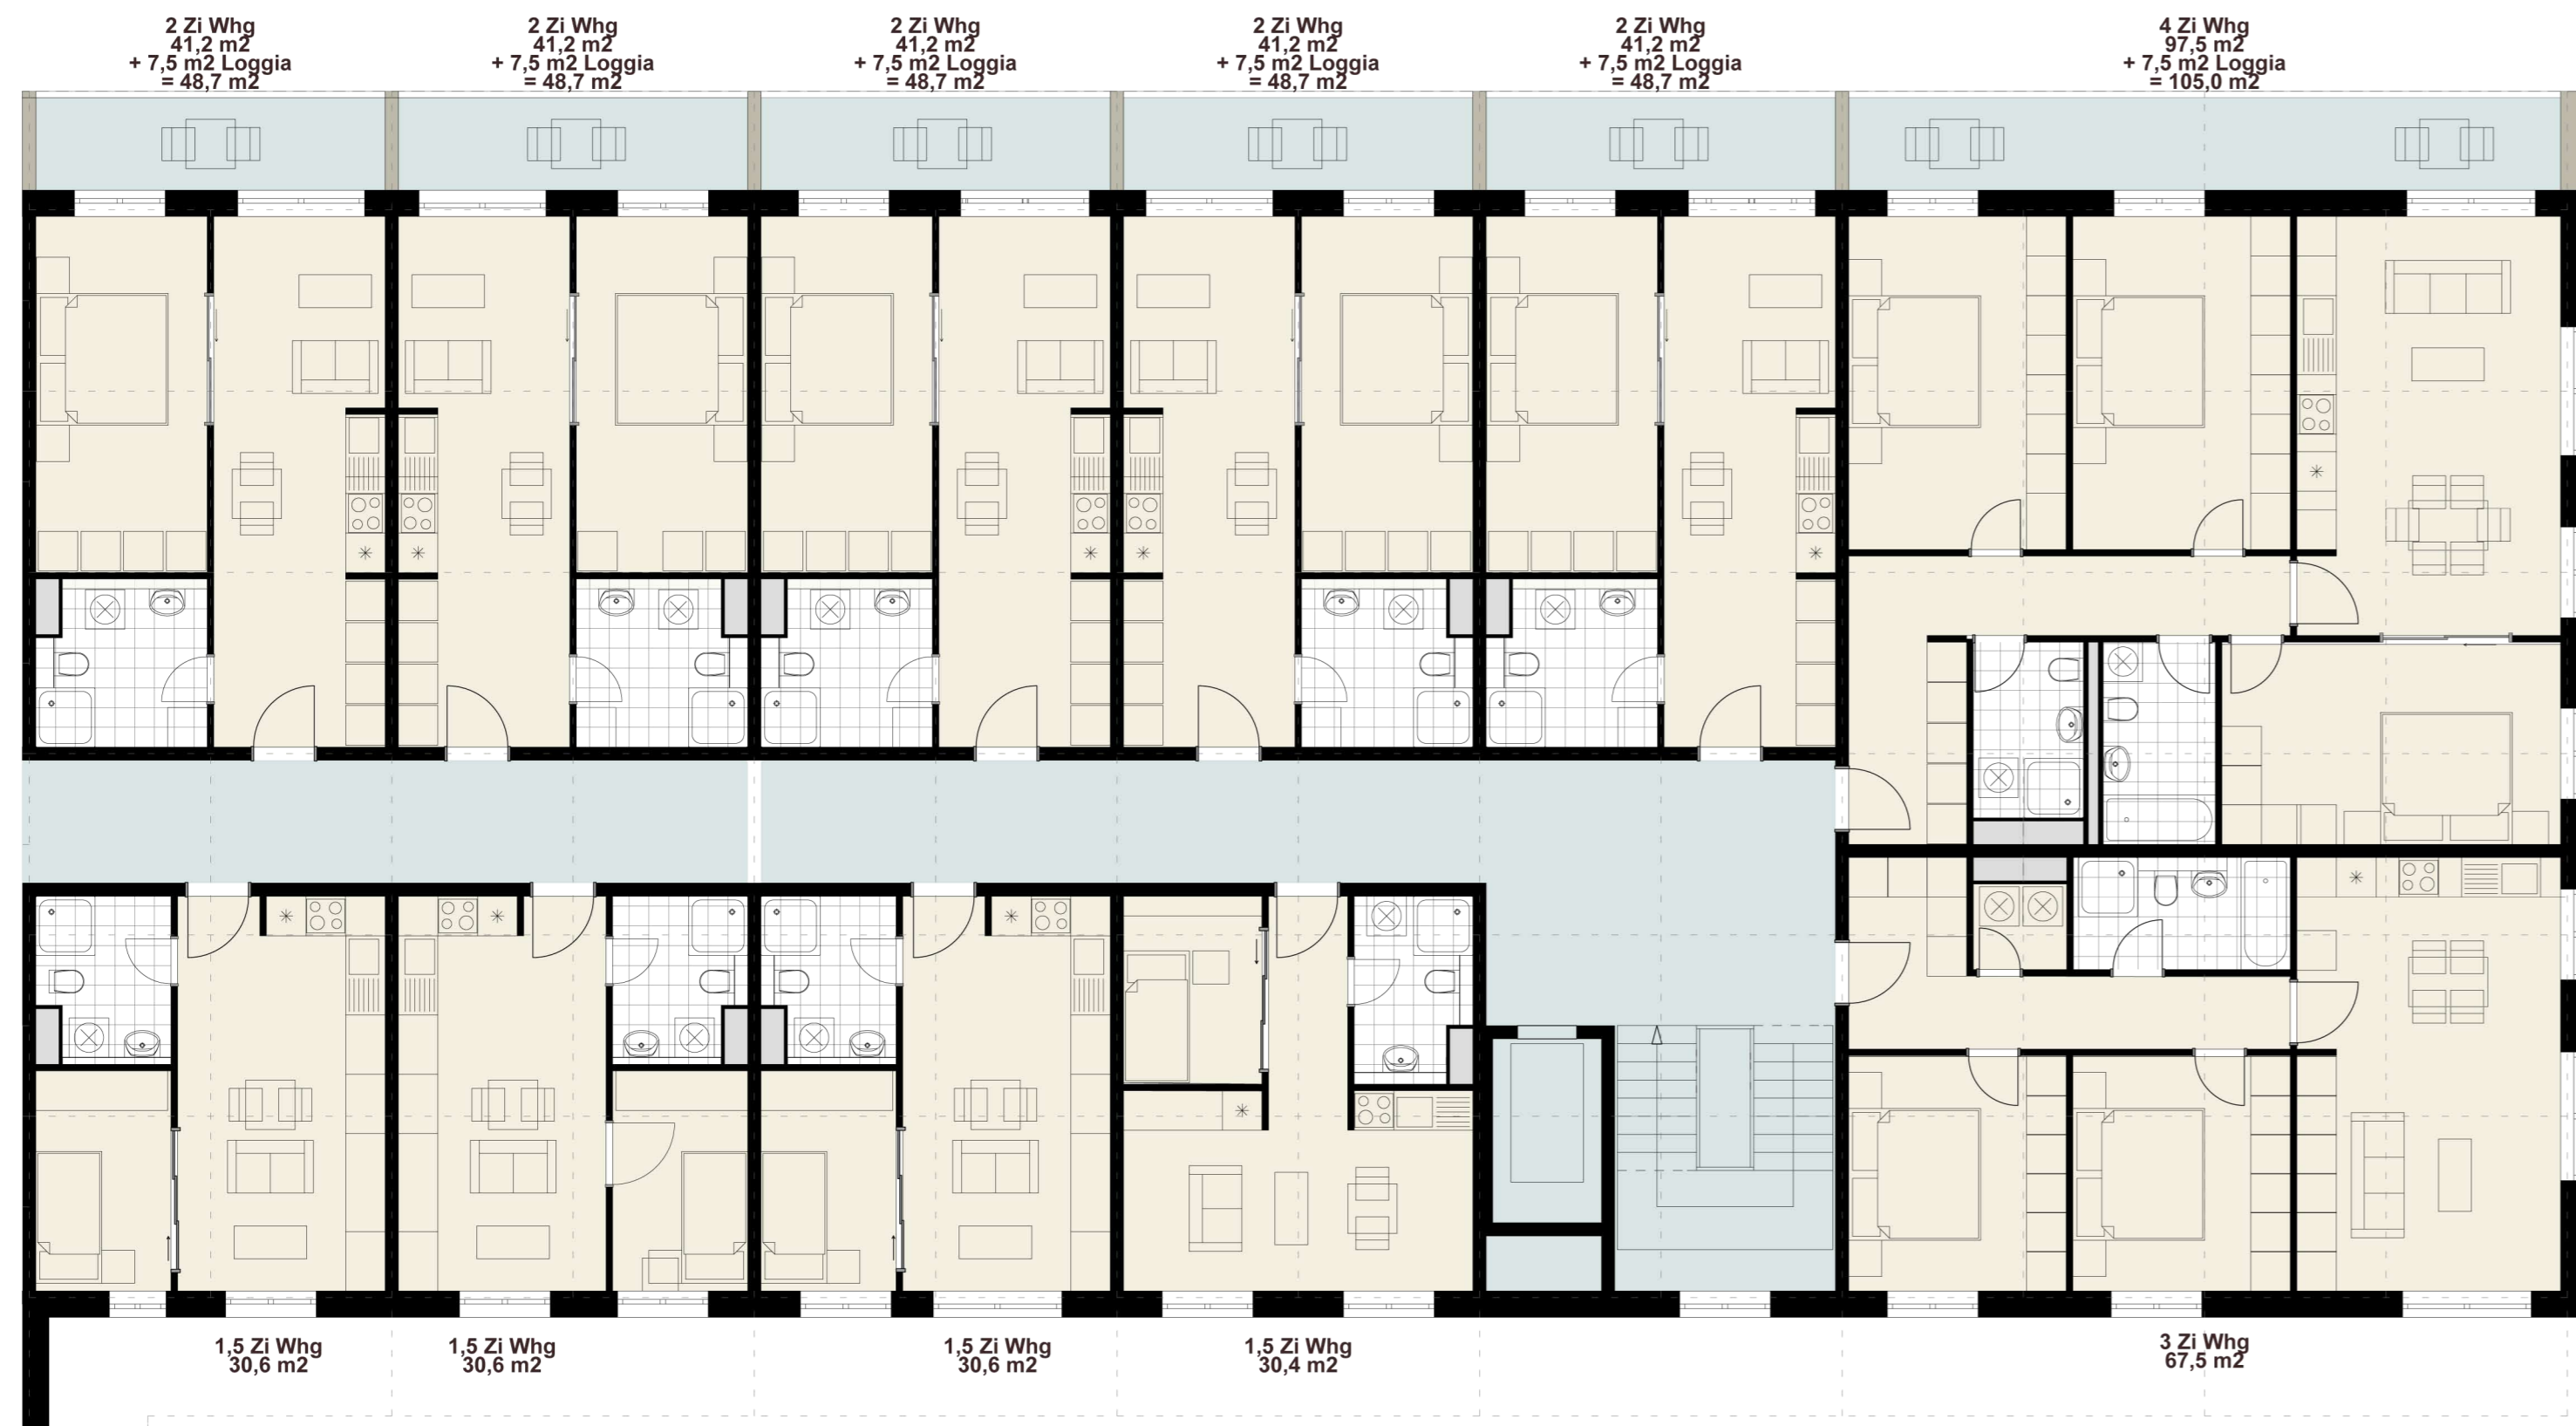 2 Zi Whg
41,2 m2
+ 7,5 m2 Loggia
= 48,7 m2
2 Zi Whg
41,2 m2
+ 7,5 m2 Loggia
= 48,7 m2
2 Zi Whg
41,2 m2
+ 7,5 m2 Loggia
= 48,7 m2
2 Zi Whg
41,2 m2
+ 7,5 m2 Loggia
= 48,7 m2
2 Zi Whg
41,2 m2
+ 7,5 m2 Loggia
= 48,7 m2
4 Zi Whg
97,5 m2
+ 7,5 m2 Loggia
= 105,0 m2
1,5 Zi Whg
30,6 m2
1,5 Zi Whg
30,6 m2
1,5 Zi Whg
30,6 m2
1,5 Zi Whg
30,4 m2
3 Zi Whg
67,5 m2